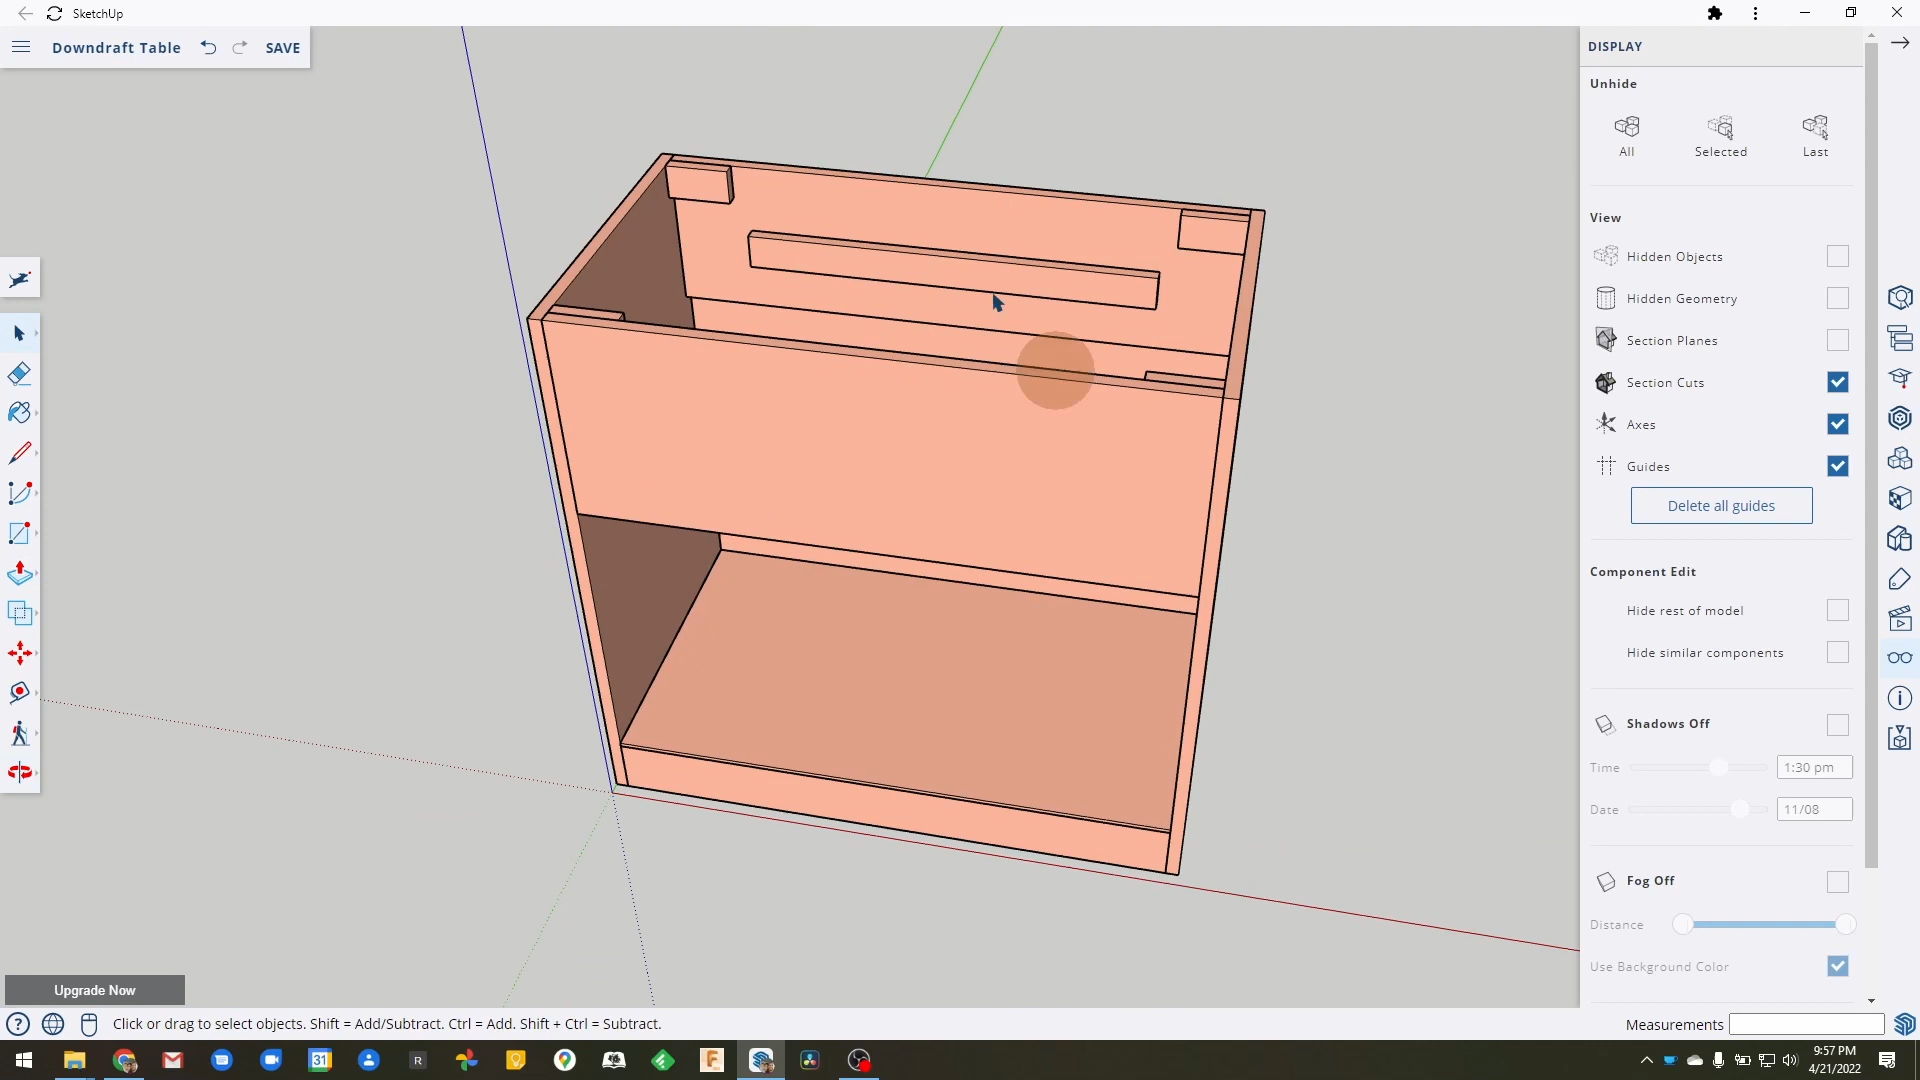 SketchUp
Downdraft Table
SAVE
DISPLAY
Unhide
All
Selected
Last
View
Hidden Objects
Hidden Geometry
Section Planes
Section Cuts
Axes
Guides
Delete all guides
Component Edit
Hide rest of model
Hide similar components
Shadows Off
Time
1:30 pm
Date
11/08
Fog Off
Distance
Use Background Color
Upgrade Now
Click or drag to select objects. Shift = Add/Subtract. Ctrl = Add. Shift + Ctrl = Subtract.
Measurements
31
R
F
9:57 PM
4/21/2022